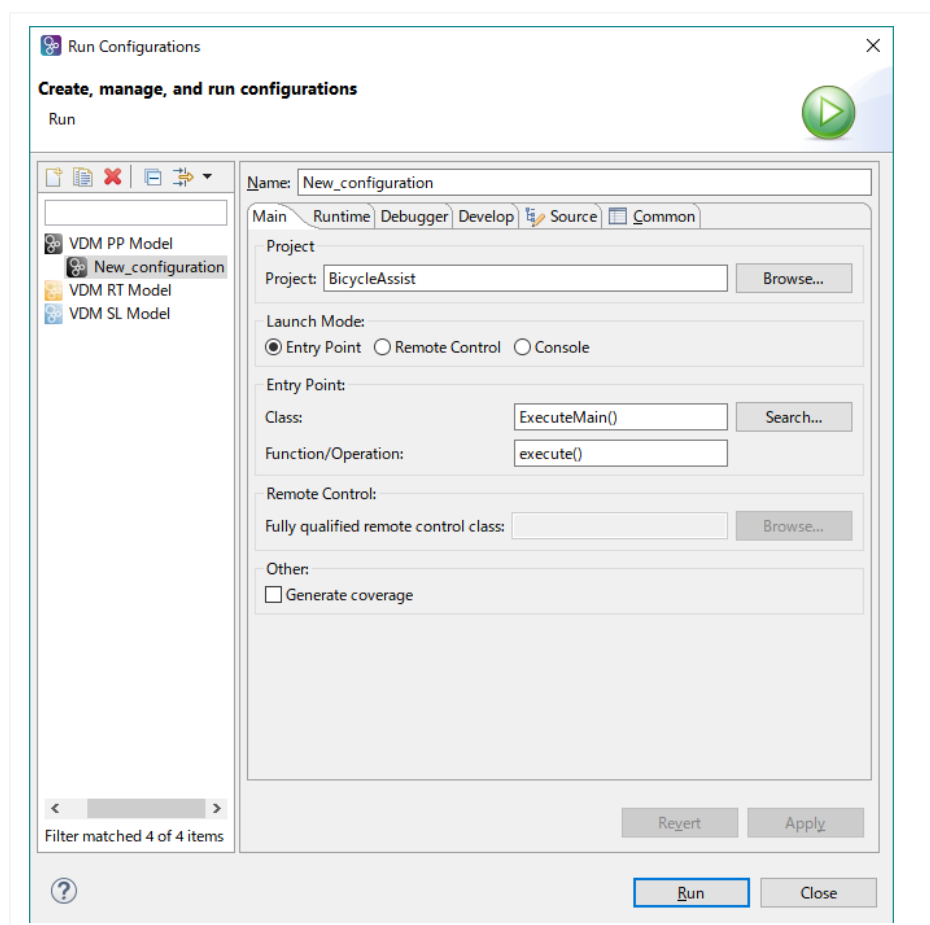 Run Configurations
Create, manage, and run configurations
Run
Name: New_configuration
Main Runtime Debugger Develop Source Common
VDM PP Model
New_configuration
VDM RT Model
VDM SL Model
Project
Project: BicycleAssist Browse...
Launch Mode:
Entry Point Remote Control Console
Entry Point:
Class: ExecuteMain() Search...
Function/Operation: execute()
Remote Control:
Fully qualified remote control class: Browse...
Other:
Generate coverage
Filter matched 4 of 4 items
Revert Apply
Run Close